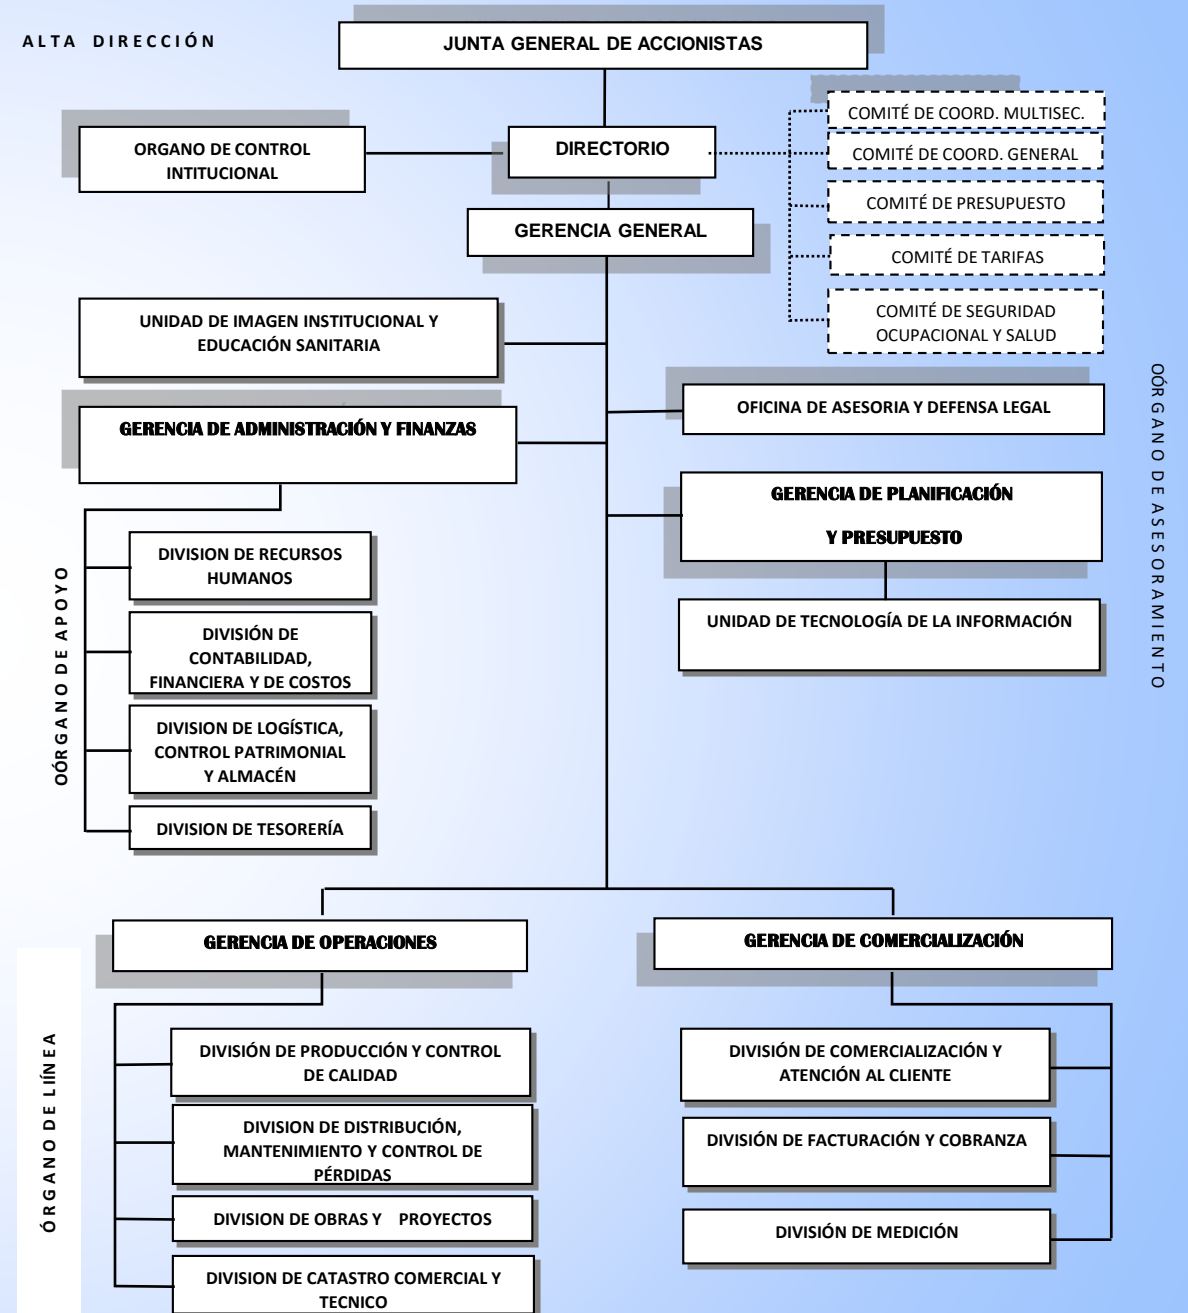 ALTA DIRECCIÓN
JUNTA GENERAL DE ACCIONISTAS
ORGANO DE CONTROL
INTITUCIONAL
DIRECTORIO
COMITÉ DE COORD. MULTISEC.
COMITÉ DE COORD. GENERAL
COMITÉ DE PRESUPUESTO
COMITÉ DE TARIFAS
COMITÉ DE SEGURIDAD
OCUPACIONAL Y SALUD
GERENCIA GENERAL
UNIDAD DE IMAGEN INSTITUCIONAL Y
EDUCACIÓN SANITARIA
OFICINA DE ASESORIA Y DEFENSA LEGAL
GERENCIA DE ADMINISTRACIÓN Y FINANZAS
GERENCIA DE PLANIFICACIÓN
Y PRESUPUESTO
UNIDAD DE TECNOLOGÍA DE LA INFORMACIÓN
OÓRGANO DE ASESORAMIENTO
OÓRGANO DE APOYO
DIVISION DE RECURSOS
HUMANOS
DIVISIÓN DE
CONTABILIDAD,
FINANCIERA Y DE COSTOS
DIVISION DE LOGÍSTICA,
CONTROL PATRIMONIAL
Y ALMACÉN
DIVISION DE TESORERÍA
GERENCIA DE OPERACIONES
GERENCIA DE COMERCIALIZACIÓN
ÓRGANO DE LIÍNEA
DIVISIÓN DE PRODUCCIÓN Y CONTROL
DE CALIDAD
DIVISION DE DISTRIBUCIÓN,
MANTENIMIENTO Y CONTROL DE
PÉRDIDAS
DIVISION DE OBRAS Y PROYECTOS
DIVISION DE CATASTRO COMERCIAL Y
TECNICO
DIVISIÓN DE COMERCIALIZACIÓN Y
ATENCIÓN AL CLIENTE
DIVISIÓN DE FACTURACIÓN Y COBRANZA
DIVISIÓN DE MEDICIÓN